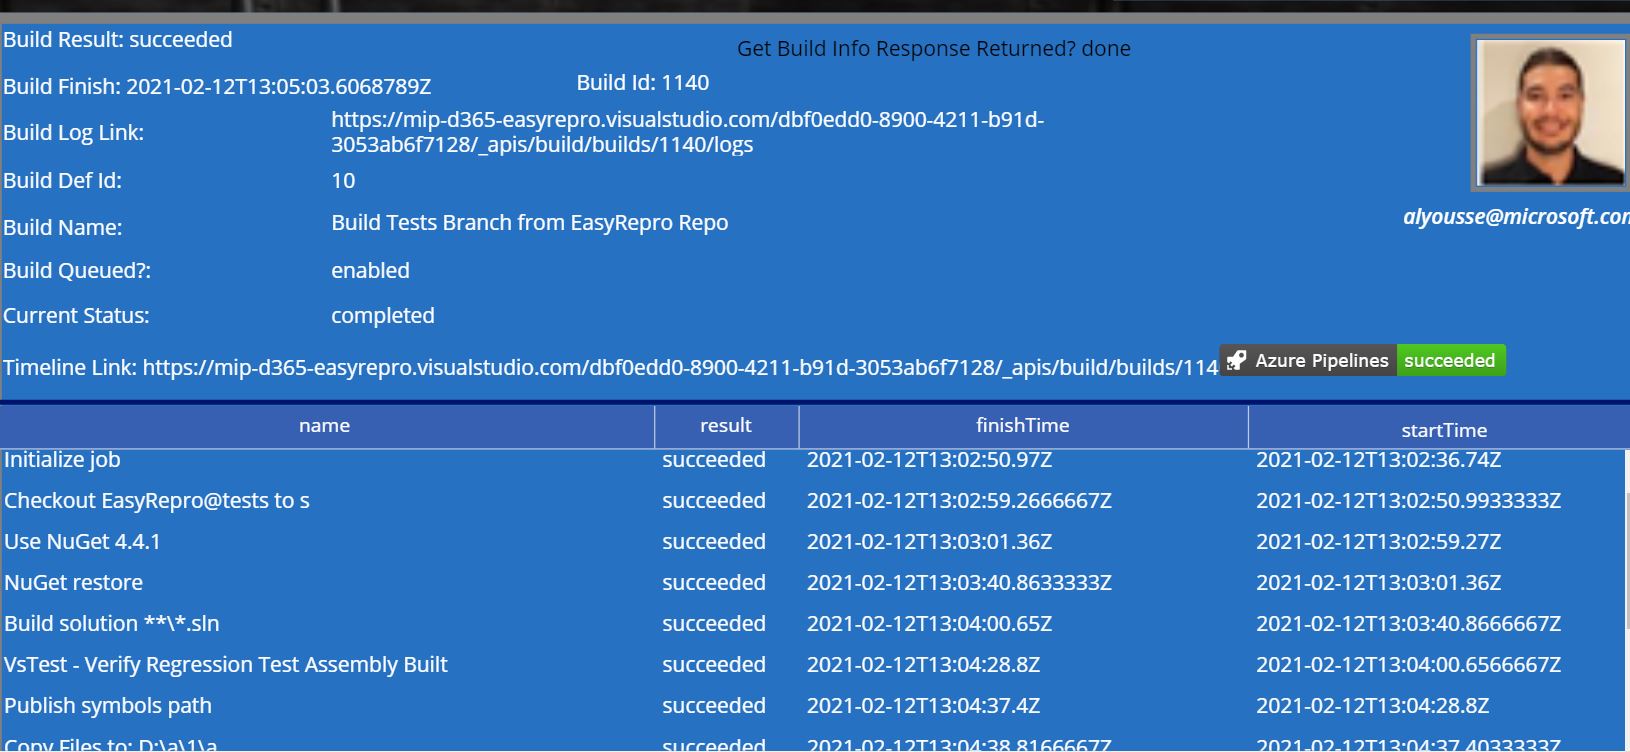 Build Result: succeeded
Get Build Info Response Returned? done
Build Finish: 2021-02-12T13:05:03.6068789Z
Build Id: 1140
Build Log Link:
https://mip-d365-easyrepro.visualstudio.com/dbf0edd0-8900-4211-b91d-
3053ab6f7128/_apis/build/builds/1140/logs
Build Def Id:
10
Build Name:
Build Tests Branch from EasyRepro Repo
alyousse@microsoft.com
Build Queued?:
enabled
Current Status:
completed
Timeline Link: https://mip-d365-easyrepro.visualstudio.com/dbf0edd0-8900-4211-b91d-3053ab6f7128/_apis/build/builds/114
Azure Pipelines succeeded
name result finishTime startTime
Initialize job succeeded 2021-02-12T13:02:50.97Z 2021-02-12T13:02:36.74Z
Checkout EasyRepro@tests to s succeeded 2021-02-12T13:02:59.2666667Z 2021-02-12T13:02:50.9933333Z
Use NuGet 4.4.1 succeeded 2021-02-12T13:03:01.36Z 2021-02-12T13:02:59.27Z
NuGet restore succeeded 2021-02-12T13:03:40.8633333Z 2021-02-12T13:03:01.36Z
Build solution **\*.sln succeeded 2021-02-12T13:04:00.65Z 2021-02-12T13:03:40.8666667Z
VsTest - Verify Regression Test Assembly Built succeeded 2021-02-12T13:04:28.8Z 2021-02-12T13:04:00.6566667Z
Publish symbols path succeeded 2021-02-12T13:04:37.4Z 2021-02-12T13:04:28.8Z
Copy Files to: D:\a\1\a succeeded 2021-02-12T13:04:38.8166667Z 2021-02-12T13:04:37.4033333Z